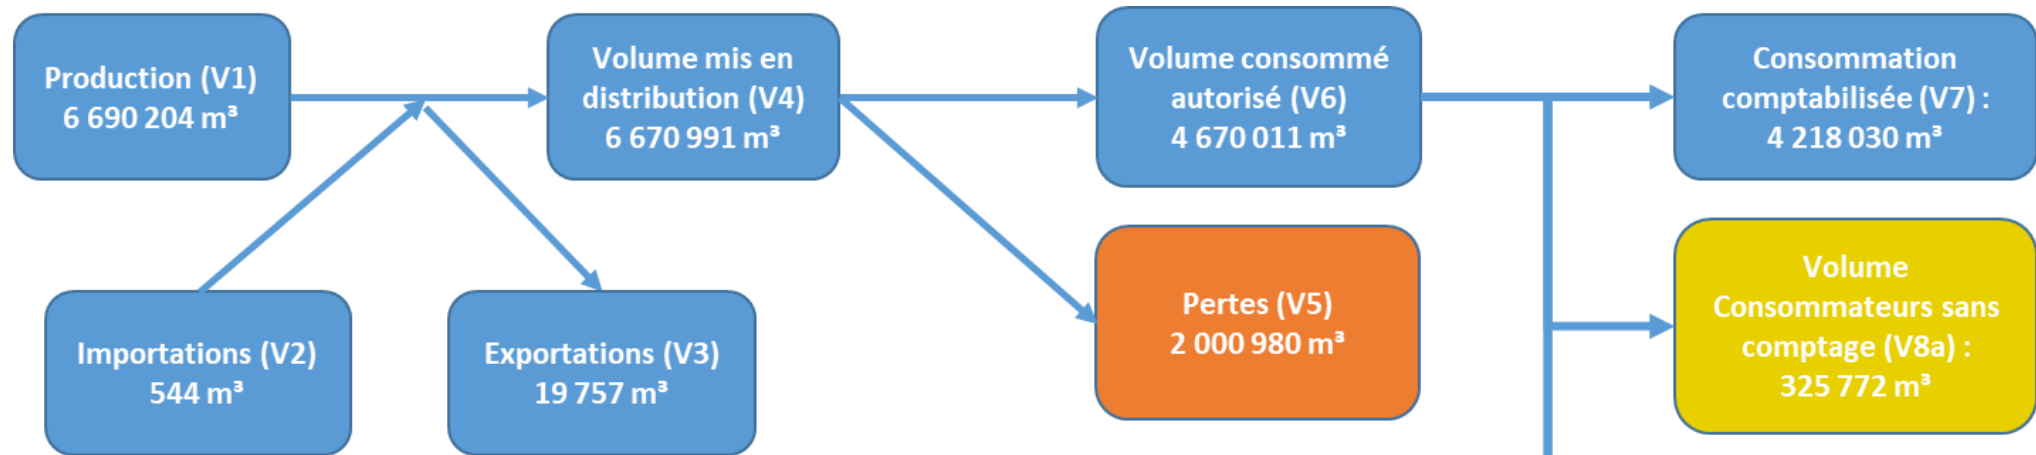 Production (V1)
6 690 204 m³
Volume mis en
distribution (V4)
6 670 991 m³
Volume consommé
autorisé (V6)
4 670 011 m³
Consommation
comptabilisée (V7) :
4 218 030 m³
Importations (V2)
544 m³
Exportations (V3)
19 757 m³
Pertes (V5)
2 000 980 m³
Volume
Consommateurs sans
comptage (V8a) :
325 772 m³